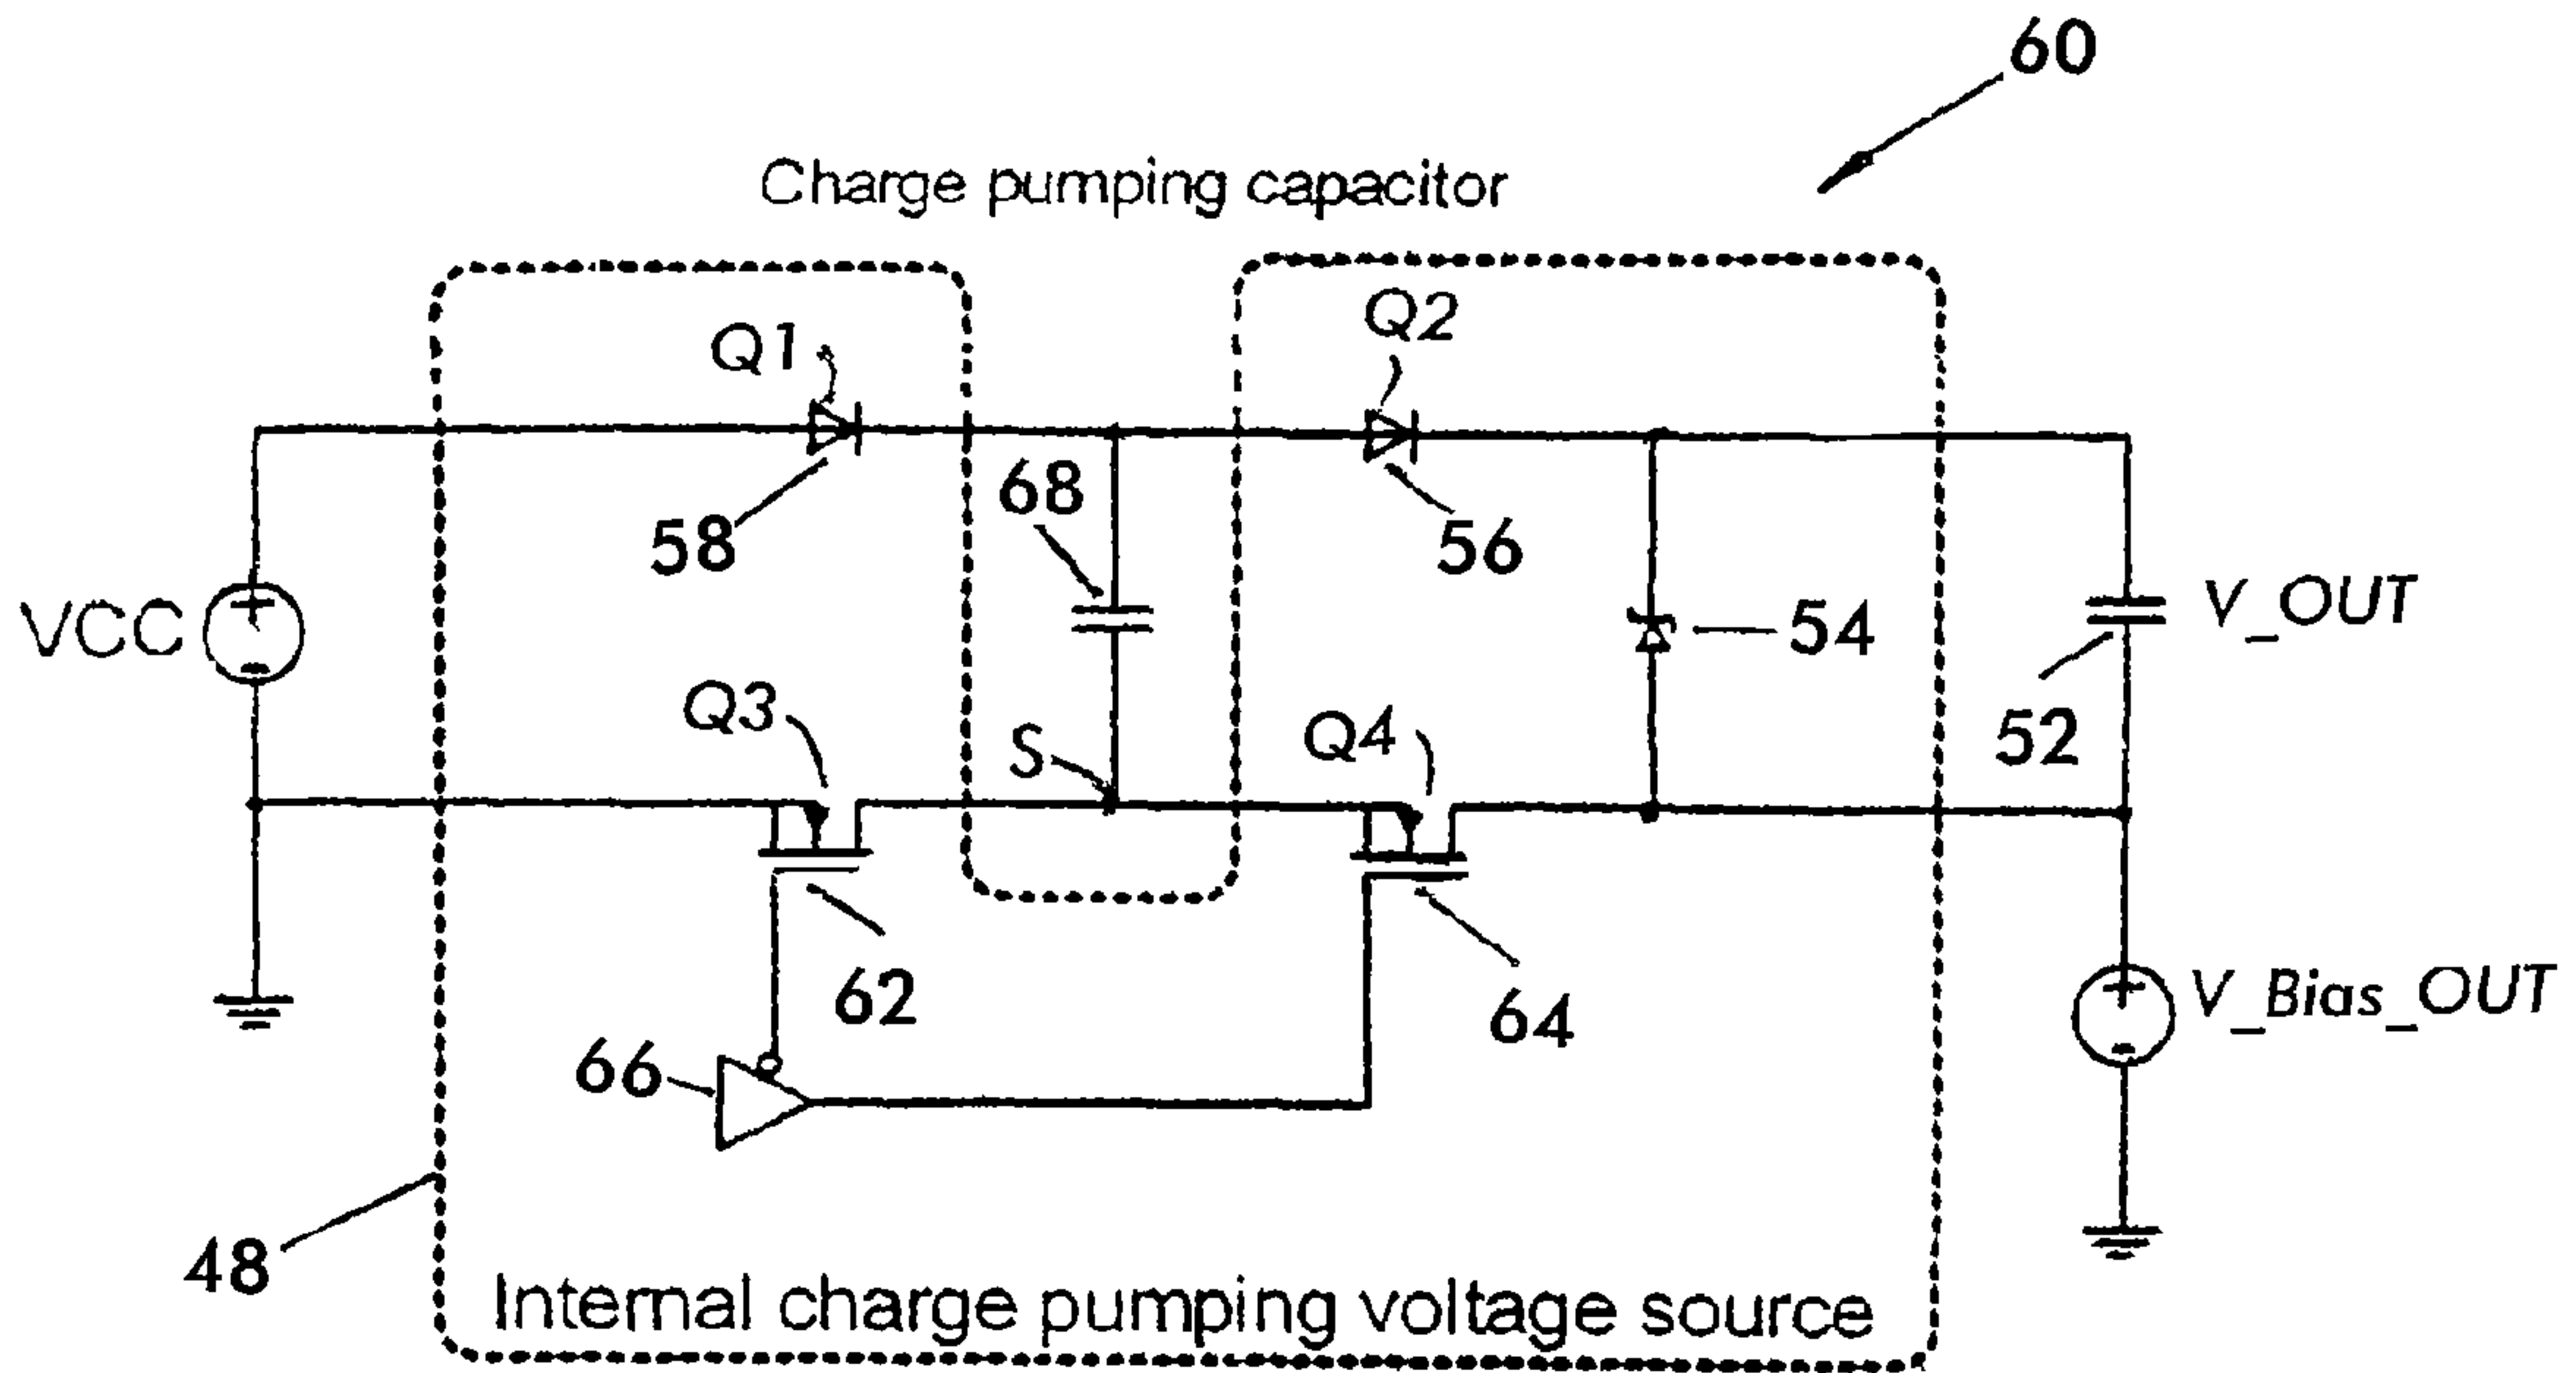 60
Charge pumping capacitor
Q1
Q2
58
68
56
VCC
54
V_OUT
52
Q3
S
Q4
62
64
66
V_Bias_OUT
48
Internal charge pumping voltage source